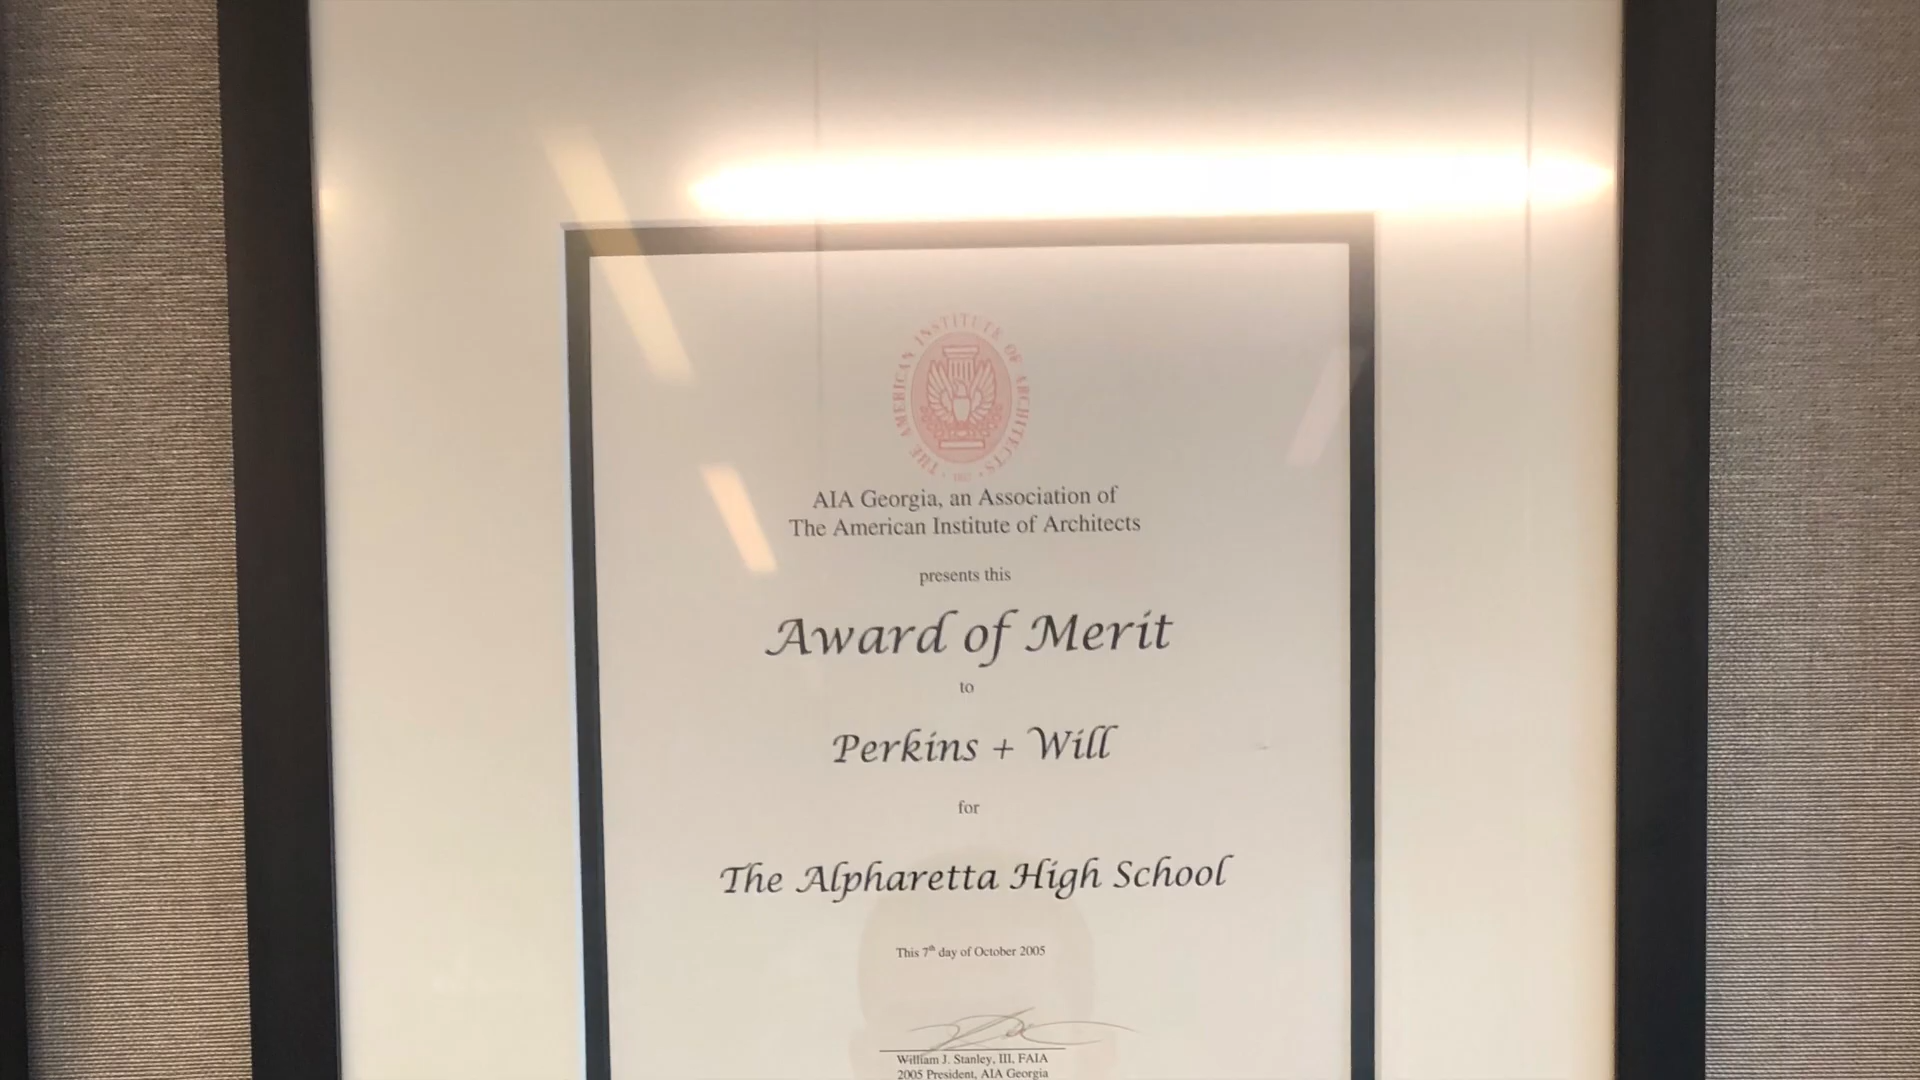 THE AMERICAN INSTITUTE OF ARCHITECTS
AIA Georgia, an Association of
The American Institute of Architects
presents this
Award of Merit
to
Perkins + Will
for
The Alpharetta High School
This 7th day of October 2005
William J. Stanley, III, FAIA
2005 President, AIA Georgia